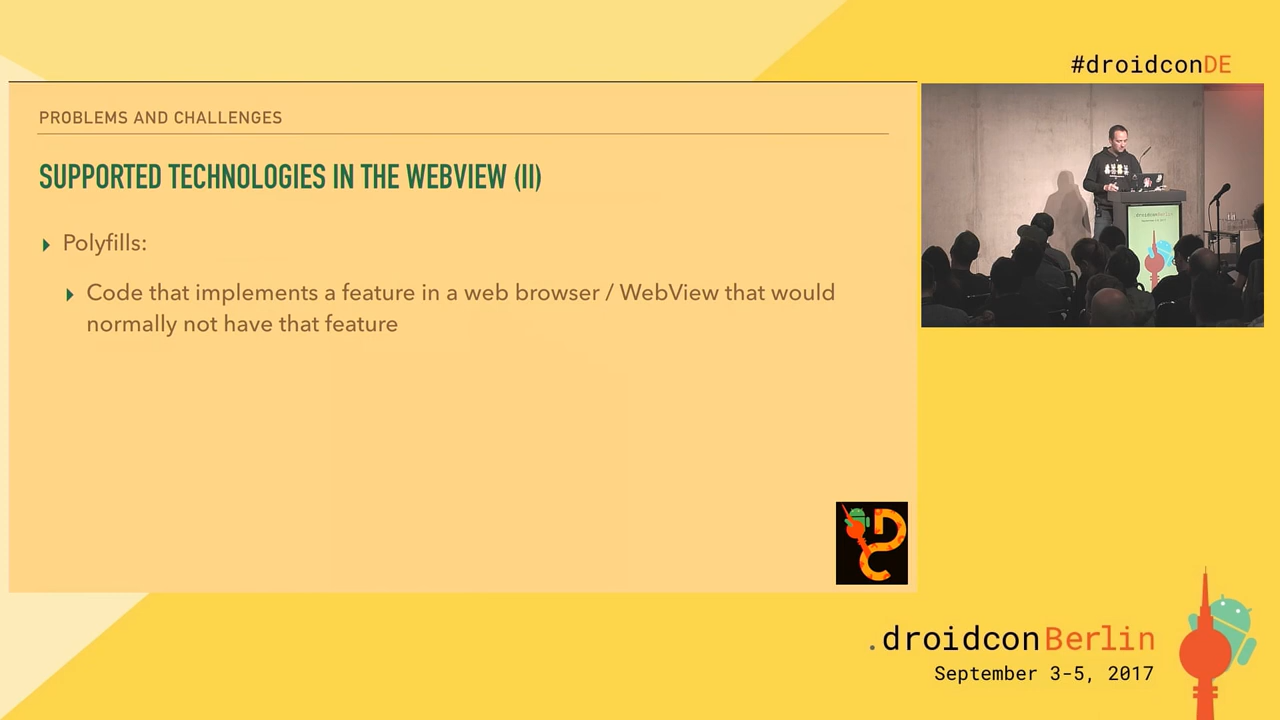 #droidconDE
PROBLEMS AND CHALLENGES
SUPPORTED TECHNOLOGIES IN THE WEBVIEW (II)
Polyfills:
Code that implements a feature in a web browser / WebView that would
normally not have that feature
.droidconBerlin
September 3-5, 2017